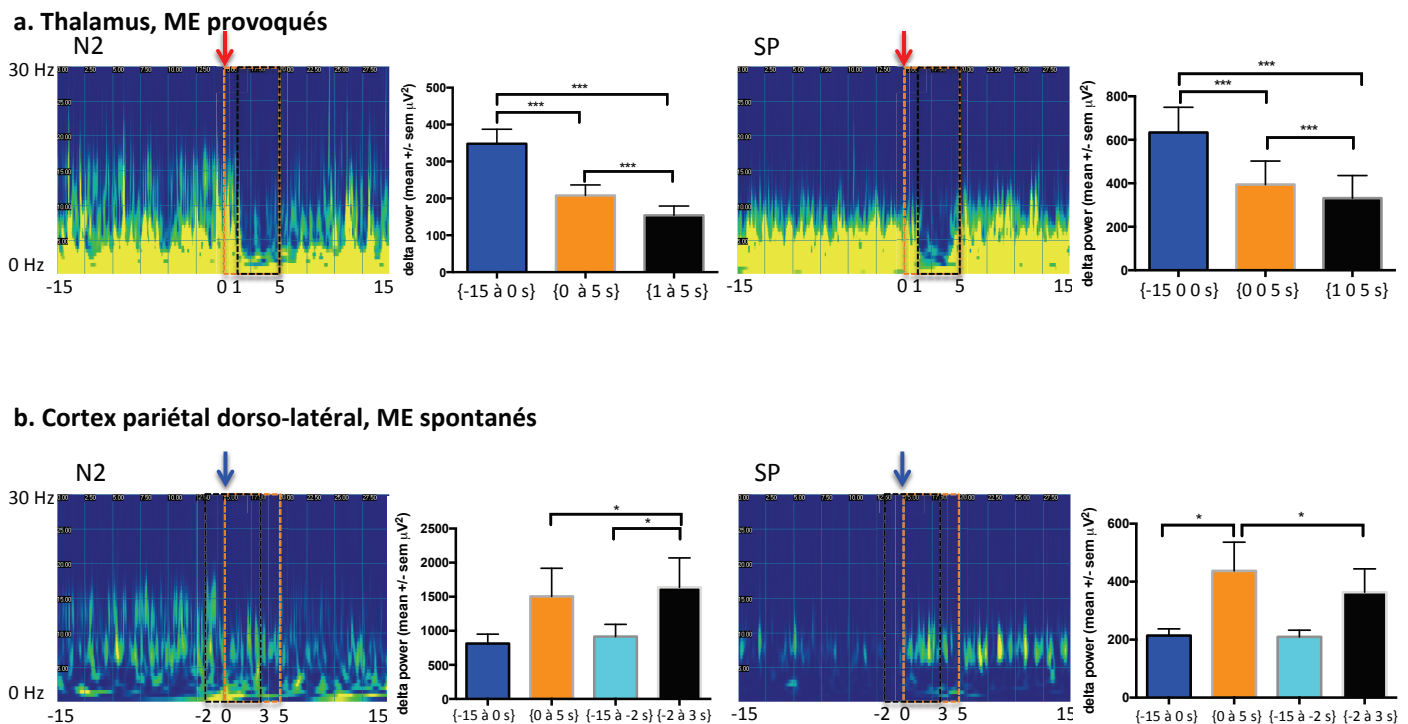 a. Thalamus, ME provoqués
N2
30 Hz
0 Hz
-15
0 1
5
15
delta power (mean +/- sem µV²)
500
400
300
200
100
0
***
***
***
{-15 à 0 s}
{0 à 5 s}
{1 à 5 s}
SP
-15
0 1
5
15
delta power (mean +/- sem µV²)
800
600
400
200
0
***
***
***
{-15 0 0 s}
{0 0 5 s}
{1 0 5 s}
b. Cortex pariétal dorso-latéral, ME spontanés
N2
30 Hz
0 Hz
-15
-2
0
3
5
15
delta power (mean +/- sem µV²)
2500
2000
1500
1000
500
0
*
*
{-15 à 0 s}
{0 à 5 s}
{-15 à -2 s}
{-2 à 3 s}
SP
-15
-2
0
3
5
15
delta power (mean +/- sem µV²)
600
400
200
0
*
*
{-15 à 0 s}
{0 à 5 s}
{-15 à -2 s}
{-2 à 3 s}